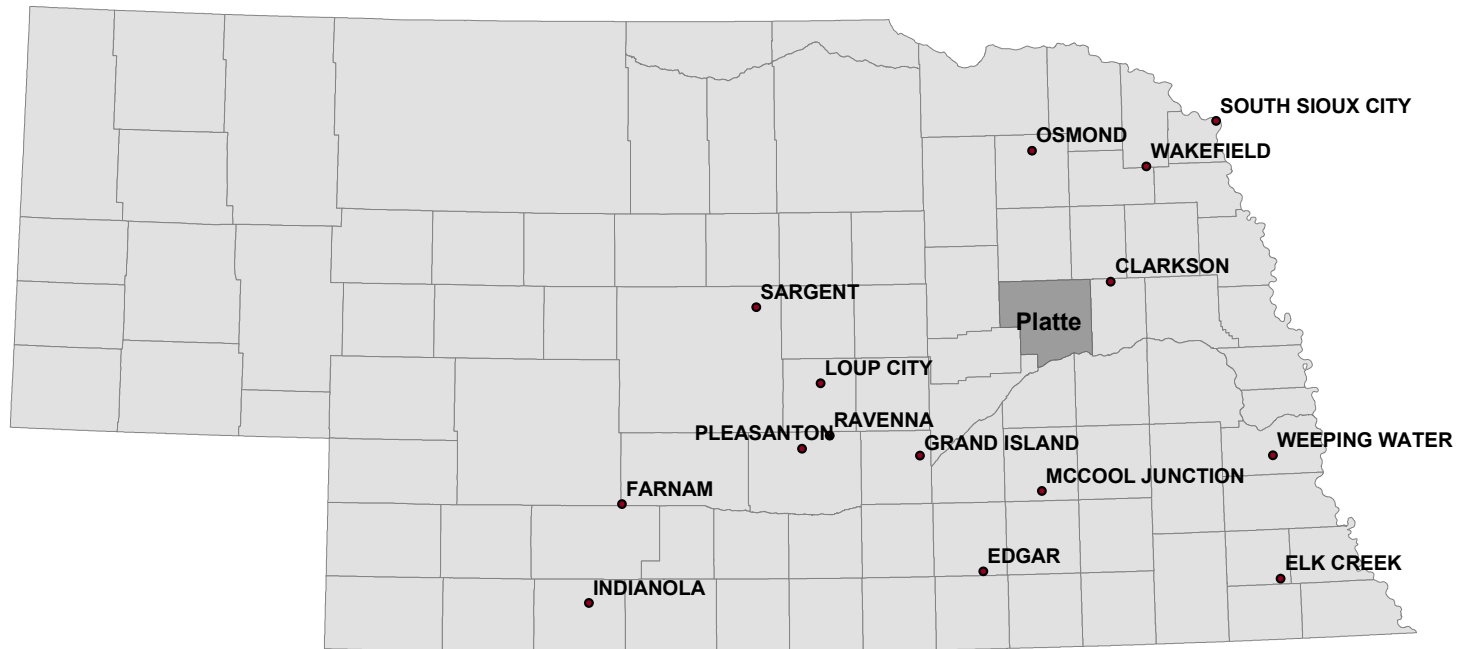 SOUTH SIOUX CITY
OSMOND
WAKEFIELD
CLARKSON
SARGENT
Platte
LOUP CITY
RAVENNA
PLEASANTON
GRAND ISLAND
WEEPING WATER
MCCOOL JUNCTION
FARNAM
EDGAR
ELK CREEK
INDIANOLA